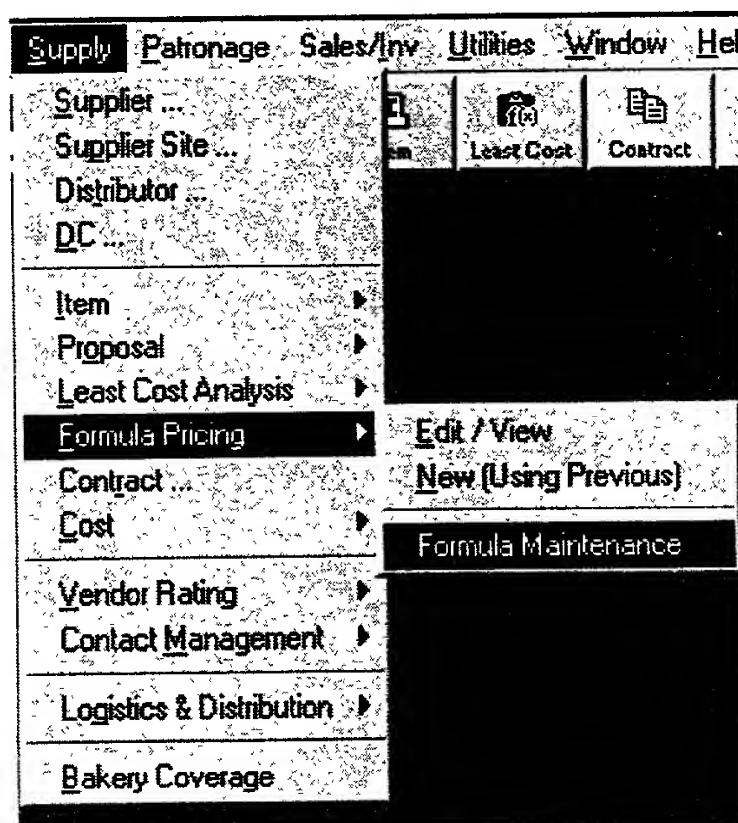 Supply Patronage Sales/Inv Utilities Window Hel
Supplier ...
Supplier Site ...
Distributor ...
DC ...
Least Cost
Contract
Item
Proposal
Least Cost Analysis
Formula Pricing
Contract ...
Cost
Edit / View
New (Using Previous)
Formula Maintenance
Vendor Rating
Contact Management
Logistics & Distribution
Bakery Coverage